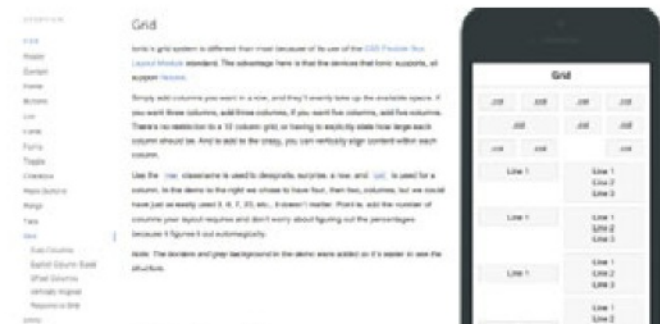 Grid
Ionic's grid system is different than most because of its use of the CSS Flexible Box
Layout Module standard. The advantage here is that the devices that Ionic supports, all
support flexbox.
Simply add columns you want in a row, and they'll evenly take up the available space. If
you want three columns, add three columns, if you want five columns, add five columns.
There's no restriction to a 12 column grid, or having to explicitly state how large each
column should be. And to add to the crazy, you can vertically align content within each
column.
Use the row classname is used to designate, surprise, a row, and col is used for a
column. In the demo to the right we chose to have four, then two, columns, but we could
have just as easily used 3, 6, 7, 23, etc., it doesn't matter. Point is, add the number of
columns your layout requires and don't worry about figuring out the percentages
because it figures it out automagically.
Note: The borders and grey background in the demo were added so it's easier to see the
structure.
Header
Content
Footer
Buttons
List
Cards
Forms
Toggle
Checkbox
Radio Buttons
Range
Tabs
Grid
Even Columns
Explicit Column Sizes
Offset Columns
Vertically Aligned
Responsive Grid
Grid
.col .col .col .col
.col .col .col
.col .col .col
Line 1
Line 1
Line 2
Line 3
Line 1
Line 1
Line 2
Line 3
Line 1
Line 1
Line 2
Line 3
Line 1
Line 2